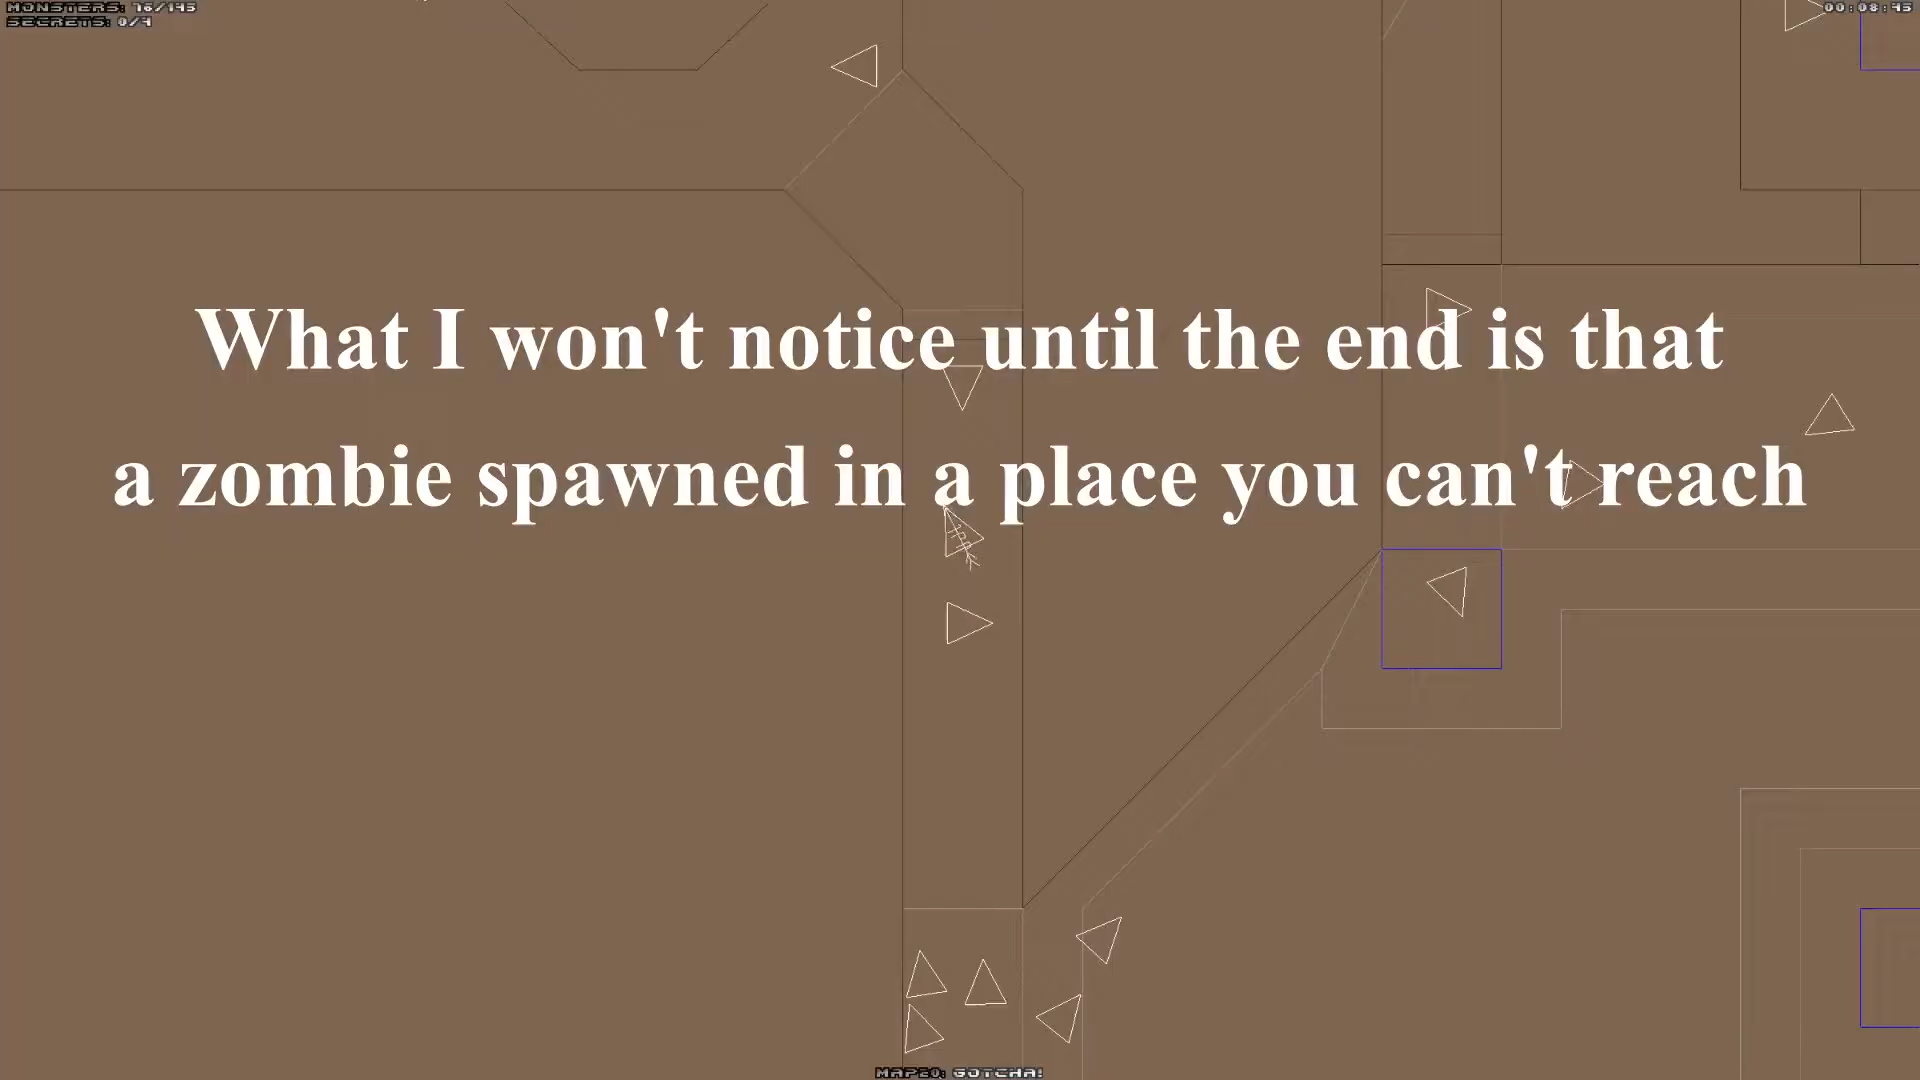 MONSTERS: 76/145
SECRETS: 0/4
00:08:45
What I won't notice until the end is that
a zombie spawned in a place you can't reach
MAP20: GOTCHA!